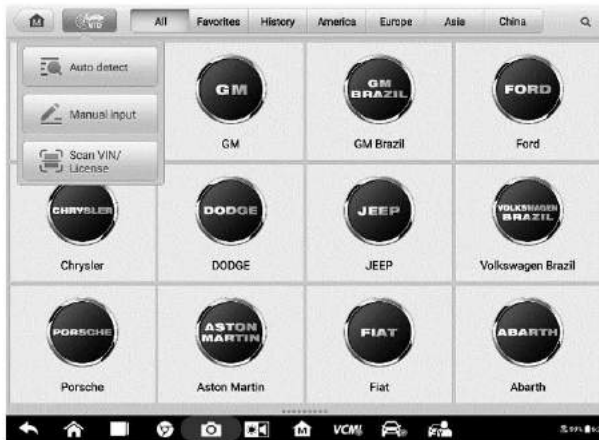 All Favorites History America Europe Asia China
Auto detect
Manual input
Scan VIN/
License
GM
GM
BRAZIL
FORD
GM GM Brazil Ford
CHRYSLER DODGE JEEP VOLKSWAGEN
BRAZIL
Chrysler DODGE JEEP Volkswagen Brazil
PORSCHE ASTON
MARTIN FIAT ABARTH
Porsche Aston Martin Fiat Abarth
VCMI